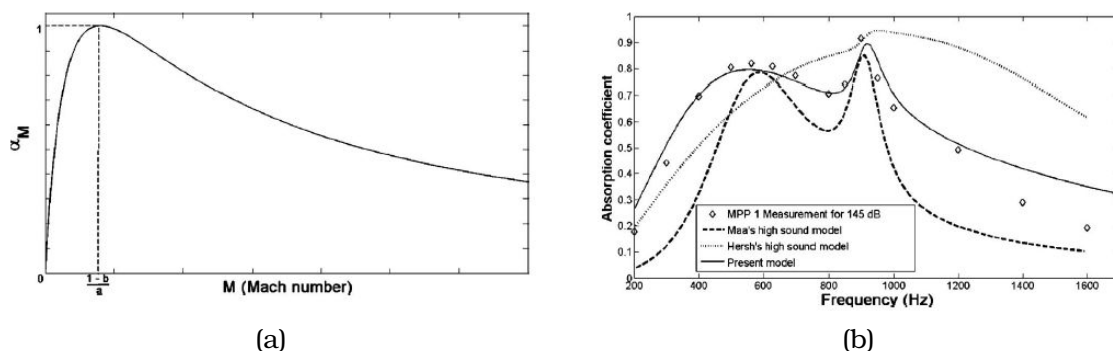 1
α_M
0
1 - b
a
M (Mach number)
(a)
1
0.9
0.8
0.7
0.6
0.5
0.4
0.3
0.2
0.1
0
Absorption coefficient
MPP 1 Measurement for 145 dB
Maa's high sound model
Hersh's high sound model
Present model
200 400 600 800 1000 1200 1400 1600
Frequency (Hz)
(b)